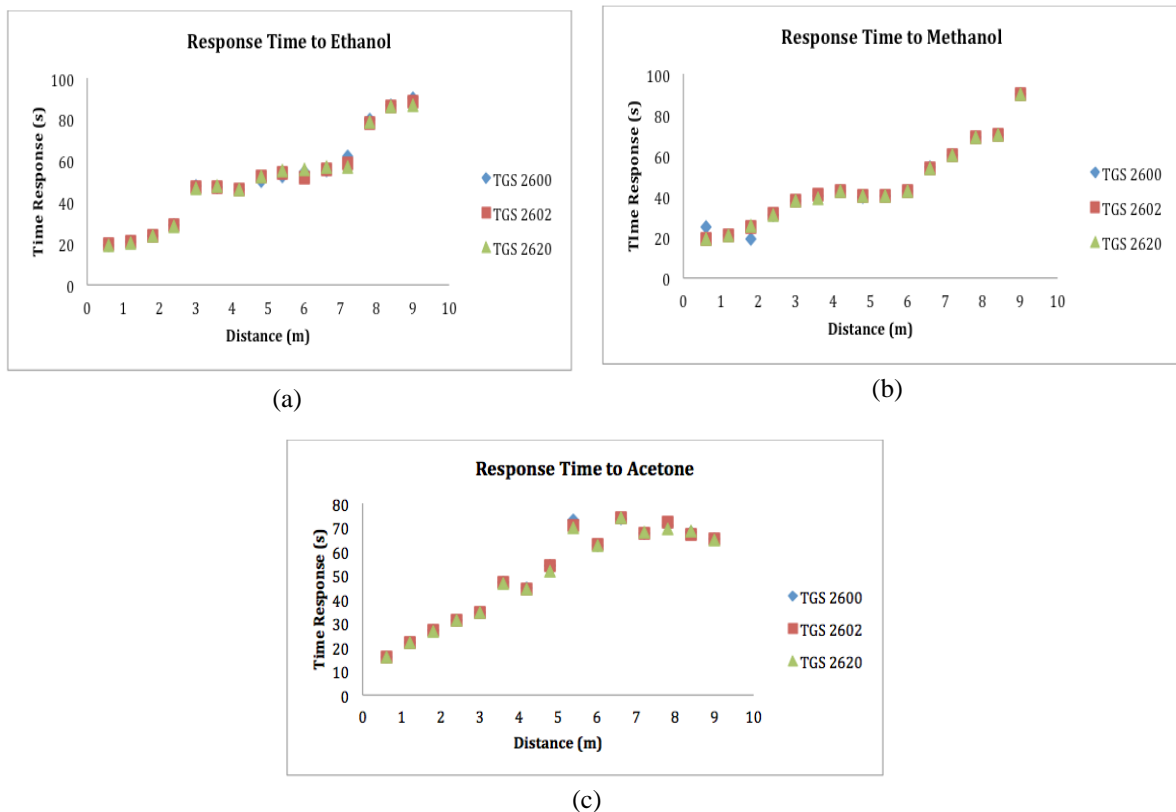 Response Time to Ethanol
Time Response (s)
100
80
60
40
20
0
0 1 2 3 4 5 6 7 8 9 10
Distance (m)
TGS 2600
TGS 2602
TGS 2620
(a)
Response Time to Methanol
TIme Response (s)
100
80
60
40
20
0
0 1 2 3 4 5 6 7 8 9 10
Distance (m)
TGS 2600
TGS 2602
TGS 2620
(b)
Response Time to Acetone
Time Response (s)
80
70
60
50
40
30
20
10
0
0 1 2 3 4 5 6 7 8 9 10
Distance (m)
TGS 2600
TGS 2602
TGS 2620
(c)